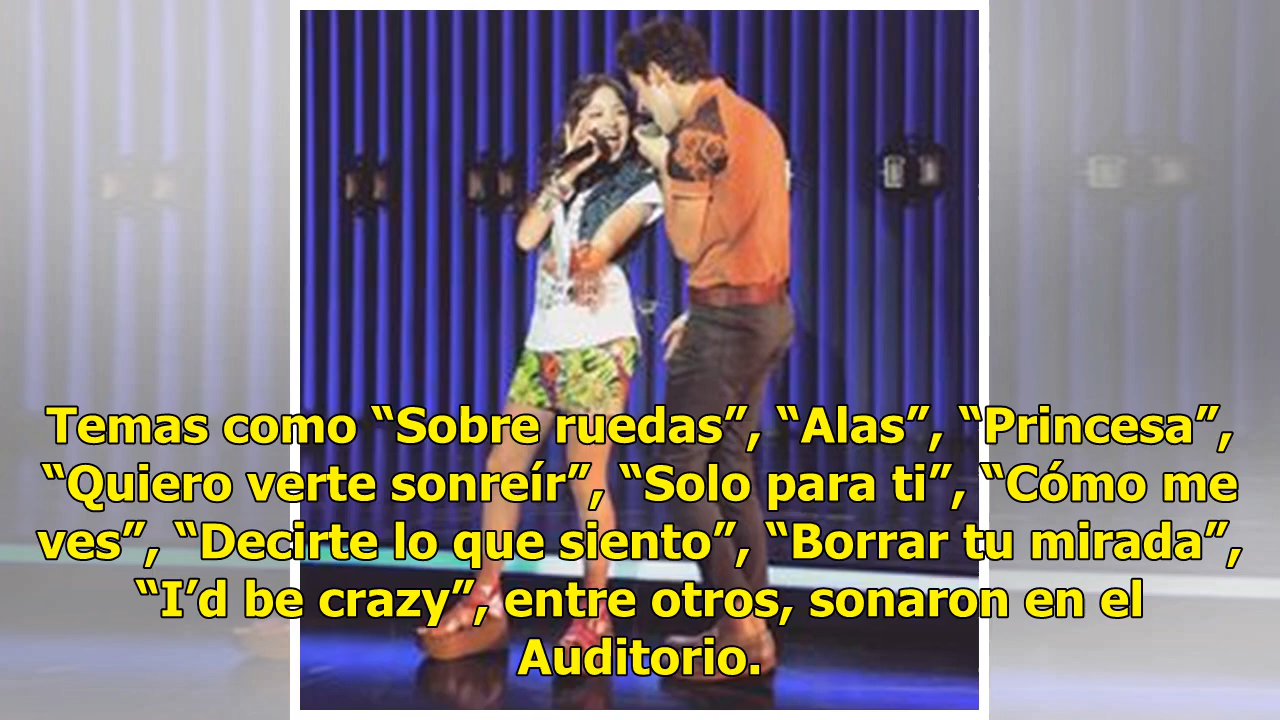 Temas como “Sobre ruedas”, “Alas”, “Princesa”,
“Quiero verte sonreír”, “Solo para ti”, “Cómo me
ves”, “Decirte lo que siento”, “Borrar tu mirada”,
“I’d be crazy”, entre otros, sonaron en el
Auditorio.